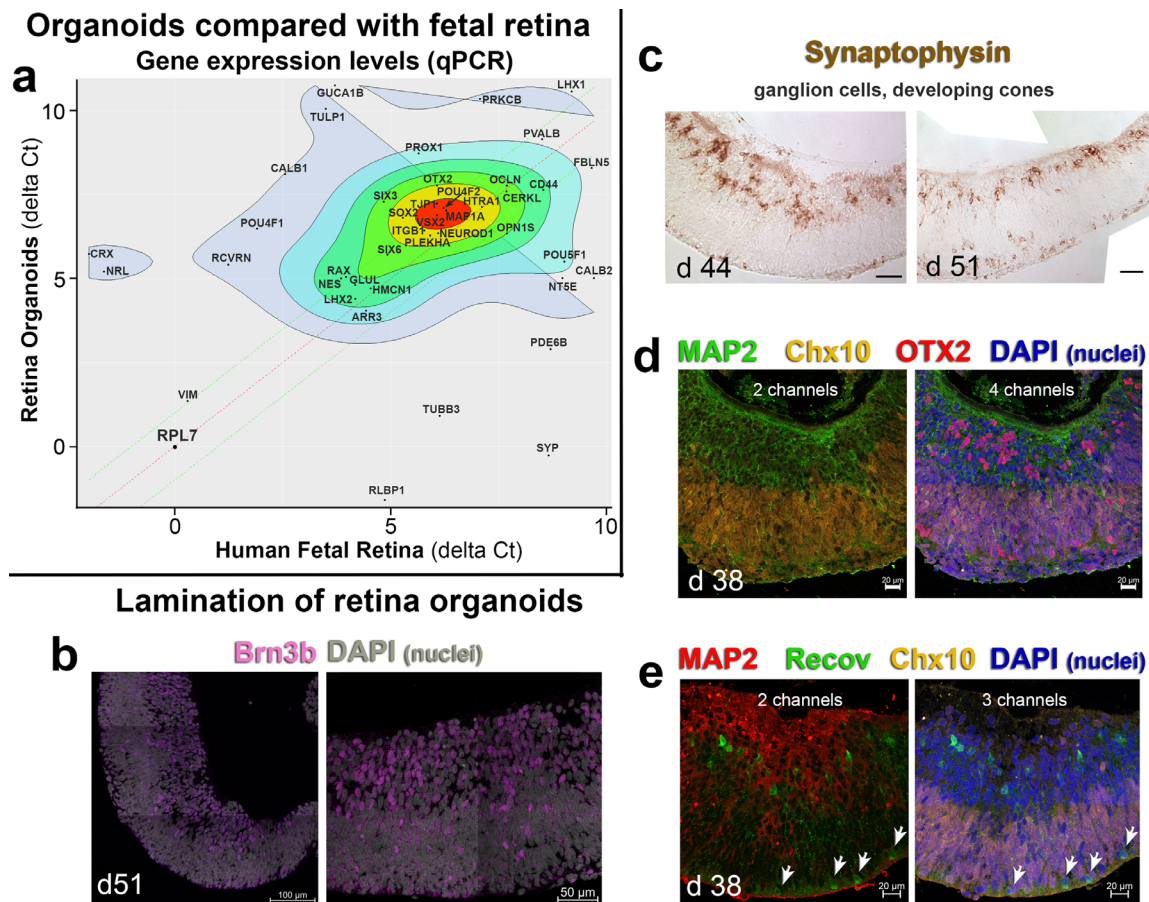 Organoids compared with fetal retina
Gene expression levels (qPCR)
a
Retina Organoids (delta Ct)
10
5
0
GUCA1B
LHX1
PRKCB
TULP1
PVALB
PROX1
FBLN5
CALB1
OTX2
OCLN
CD44
POU4F2
SIX3
CERKL
TJP1
HTRA1
SOX2
MAP1A
POU4F1
VSX2
ITGB1
NEUROD1
OPN1S
PLEKHA
CRX
SIX6
POU5F1
NRL
RCVRN
RAX
CALB2
NES
GLUL
HMCN1
NT5E
LHX2
ARR3
PDE6B
VIM
TUBB3
RPL7
SYP
RLBP1
0
5
10
Human Fetal Retina (delta Ct)
Lamination of retina organoids
b
Brn3b DAPI (nuclei)
d51
100 µm
50 µm
c
Synaptophysin
ganglion cells, developing cones
d 44
d 51
d
MAP2 Chx10 OTX2 DAPI (nuclei)
2 channels
4 channels
d 38
20 µm
20 µm
e
MAP2 Recov Chx10 DAPI (nuclei)
2 channels
3 channels
d 38
20 µm
20 µm